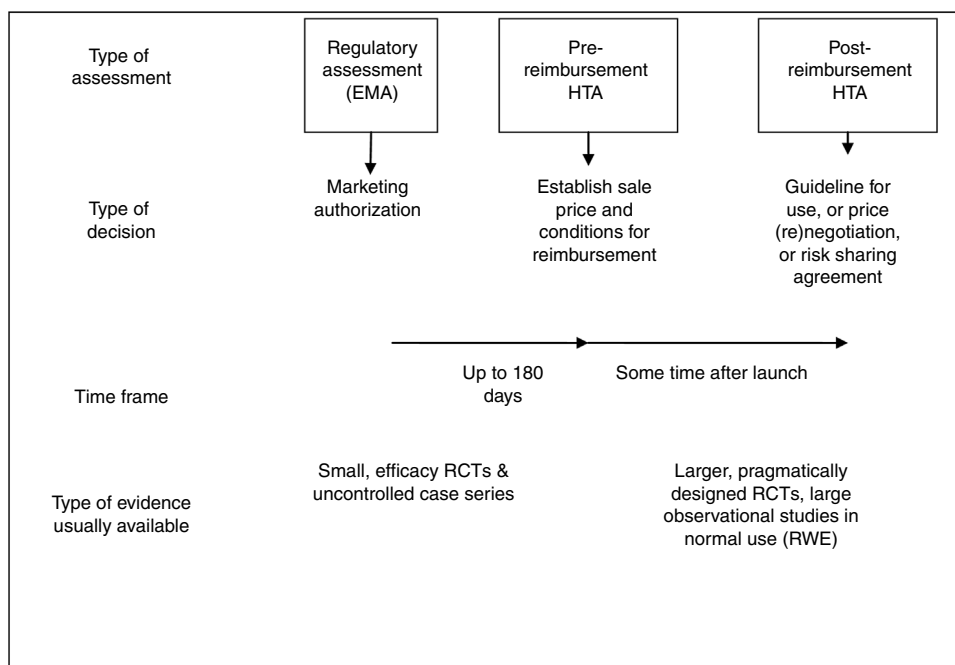 Type of
assessment
Regulatory
assessment
(EMA)
Pre-
reimbursement
HTA
Post-
reimbursement
HTA
Type of
decision
Marketing
authorization
Establish sale
price and
conditions for
reimbursement
Guideline for
use, or price
(re)negotiation,
or risk sharing
agreement
Time frame
Up to 180
days
Some time after launch
Type of evidence
usually available
Small, efficacy RCTs &
uncontrolled case series
Larger, pragmatically
designed RCTs, large
observational studies in
normal use (RWE)